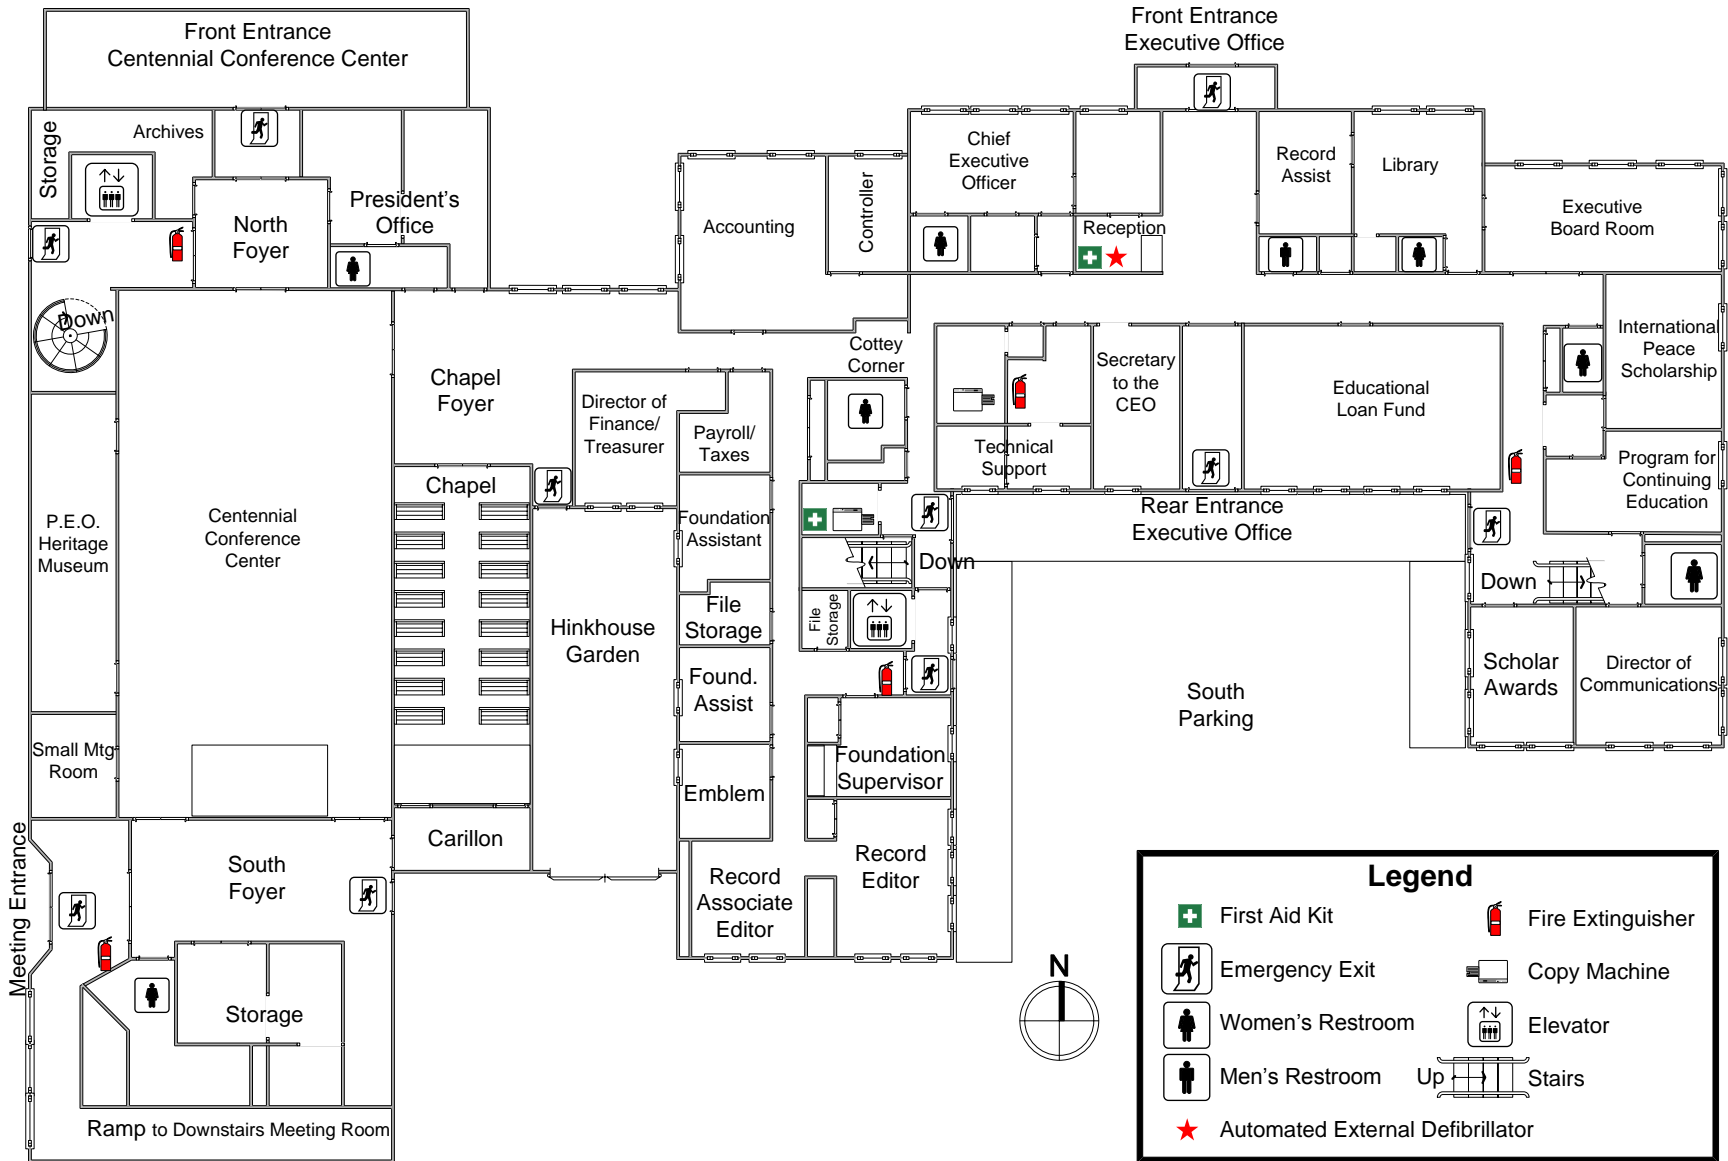 Front Entrance
Centennial Conference Center
Front Entrance
Executive Office
Storage
Archives
North
Foyer
President's
Office
Down
Accounting
Controller
Chief
Executive
Officer
Reception
Record
Assist
Library
Executive
Board Room
International
Peace
Scholarship
Program for
Continuing
Education
Cottey
Corner
Secretary
to the
CEO
Technical
Support
Educational
Loan Fund
Chapel
Foyer
Director of
Finance/
Treasurer
Payroll/
Taxes
Chapel
P.E.O.
Heritage
Museum
Centennial
Conference
Center
Foundation
Assistant
Rear Entrance
Executive Office
Down
Down
File
Storage
File
Storage
Hinkhouse
Garden
Found.
Assist
South
Parking
Scholar
Awards
Director of
Communications
Small Mtg
Room
Foundation
Supervisor
Emblem
Carillon
Meeting Entrance
South
Foyer
Record
Associate
Editor
Record
Editor
Storage
Ramp to Downstairs Meeting Room
N
Legend
First Aid Kit
Fire Extinguisher
Emergency Exit
Copy Machine
Women's Restroom
Elevator
Men's Restroom
Up
Stairs
Automated External Defibrillator